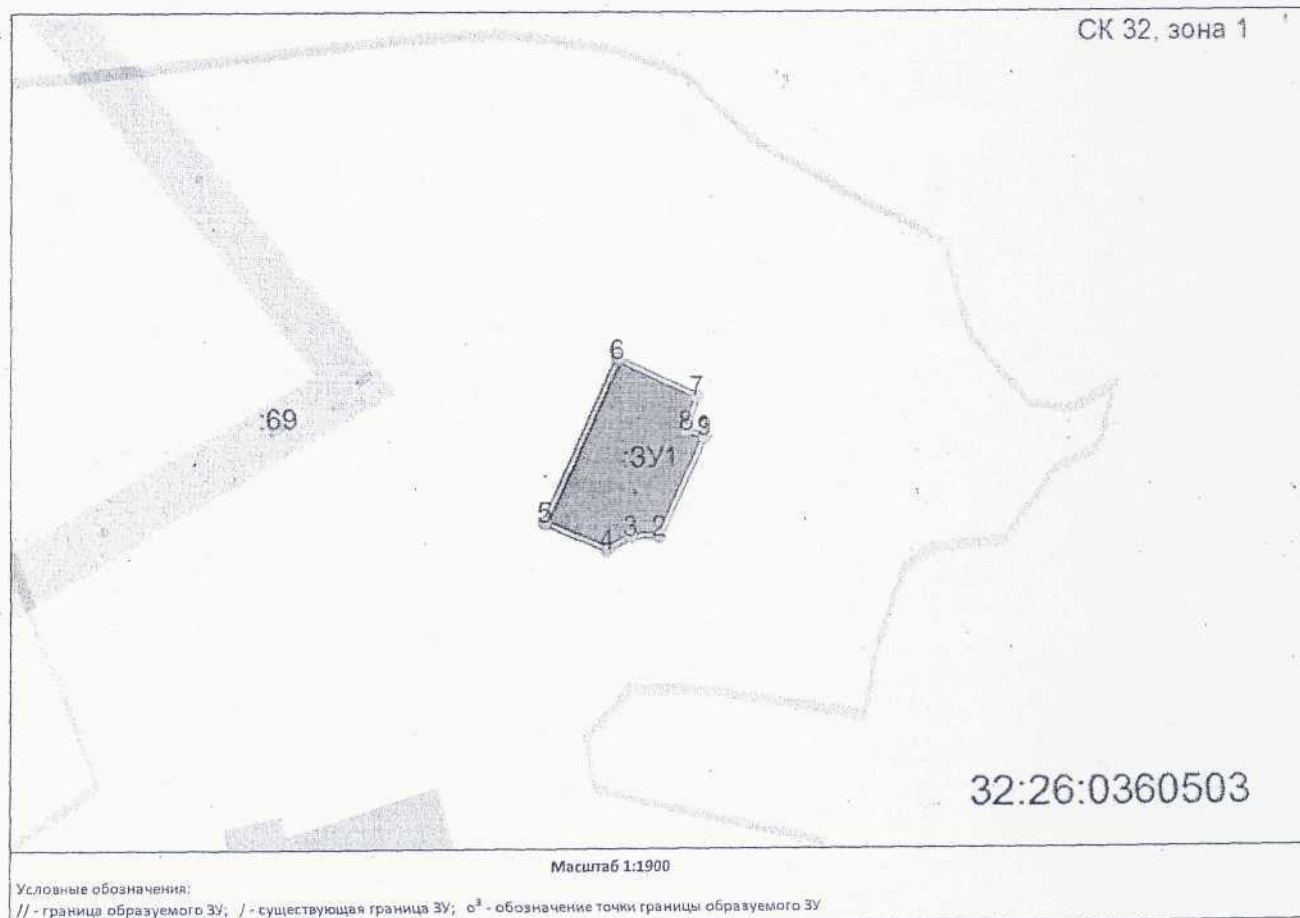 СК 32, зона 1
6
7
:69
8 9
:ЗУ1
5
3 2
4
32:26:0360503
Масштаб 1:1900
Условные обозначения:
// - граница образуемого ЗУ; / - существующая граница ЗУ; о³ - обозначение точки границы образуемого ЗУ